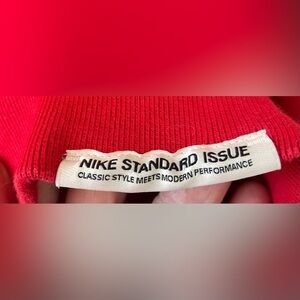 NIKE STANDARD ISSUE
CLASSIC STYLE MEETS MODERN PERFORMANCE